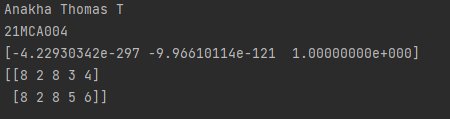 Anakha Thomas T
21MCA004
[-4.22930342e-297 -9.96610114e-121  1.00000000e+000]
[[8 2 8 3 4]
 [8 2 8 5 6]]